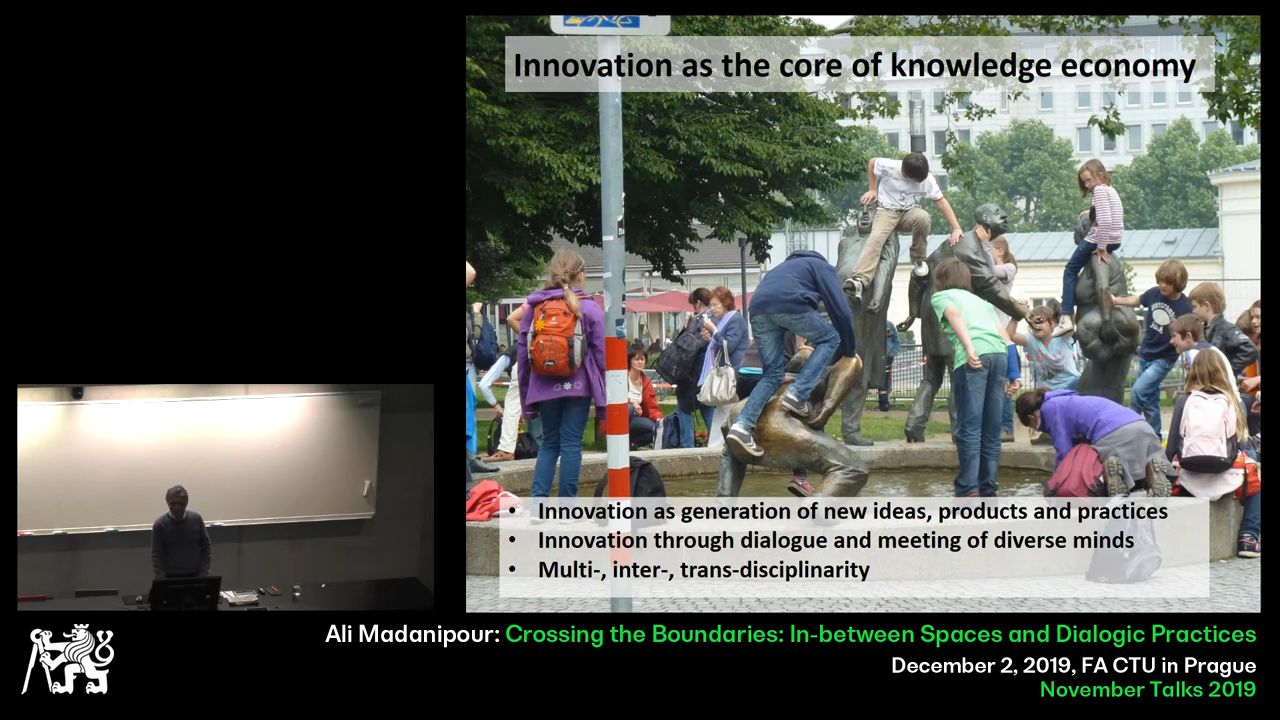 Innovation as the core of knowledge economy
• Innovation as generation of new ideas, products and practices
• Innovation through dialogue and meeting of diverse minds
• Multi-, inter-, trans-disciplinarity
Ali Madanipour: Crossing the Boundaries: In-between Spaces and Dialogic Practices
December 2, 2019, FA CTU in Prague
November Talks 2019